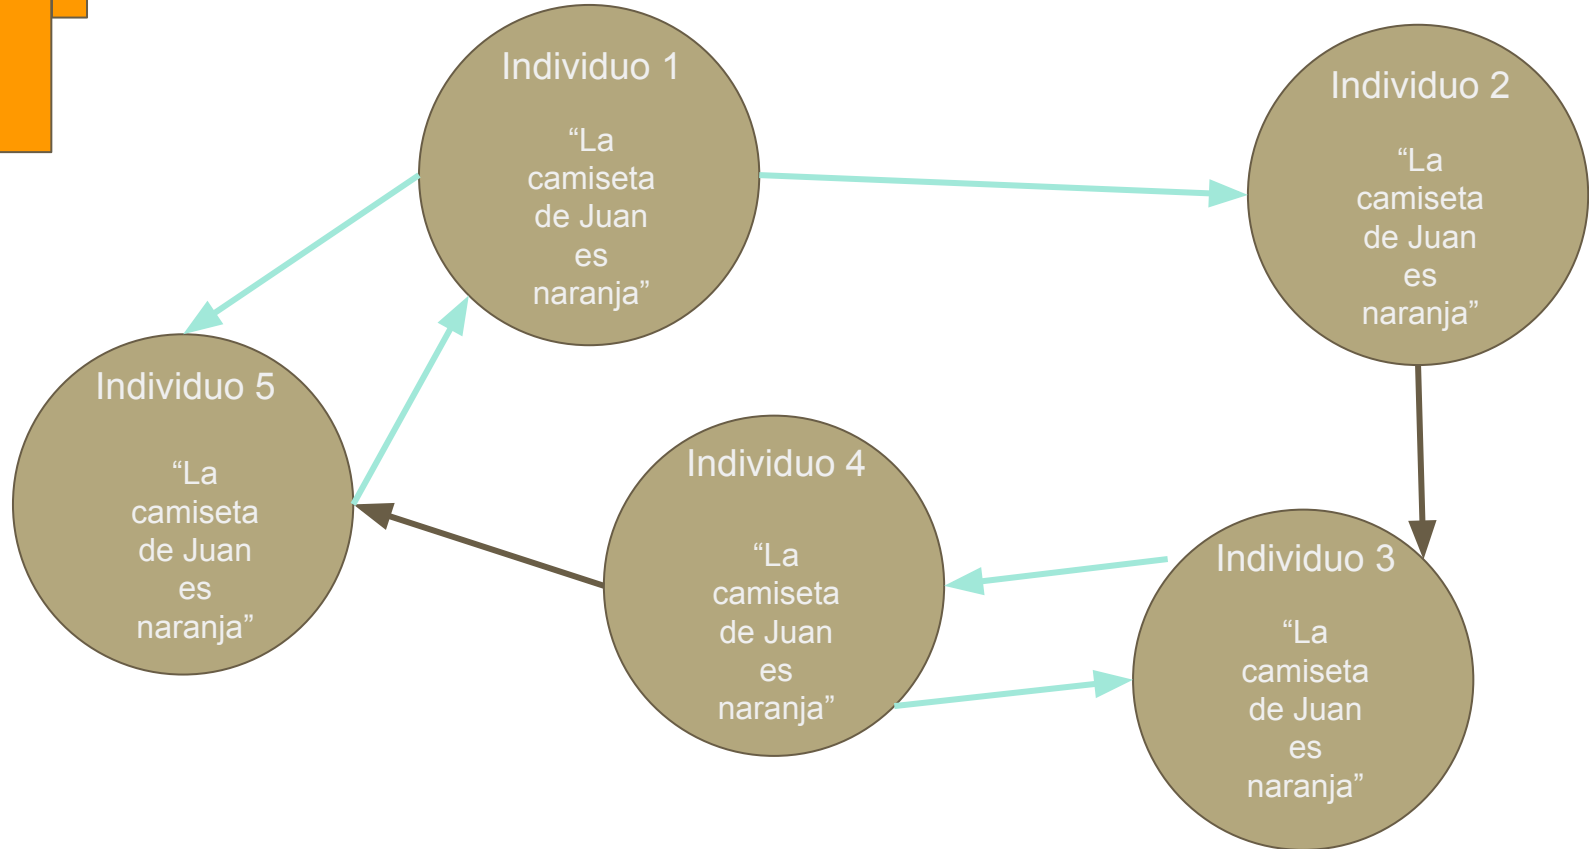 Individuo 1
“La
camiseta
de Juan
es
naranja”
Individuo 2
“La
camiseta
de Juan
es
naranja”
Individuo 5
“La
camiseta
de Juan
es
naranja”
Individuo 4
“La
camiseta
de Juan
es
naranja”
Individuo 3
“La
camiseta
de Juan
es
naranja”